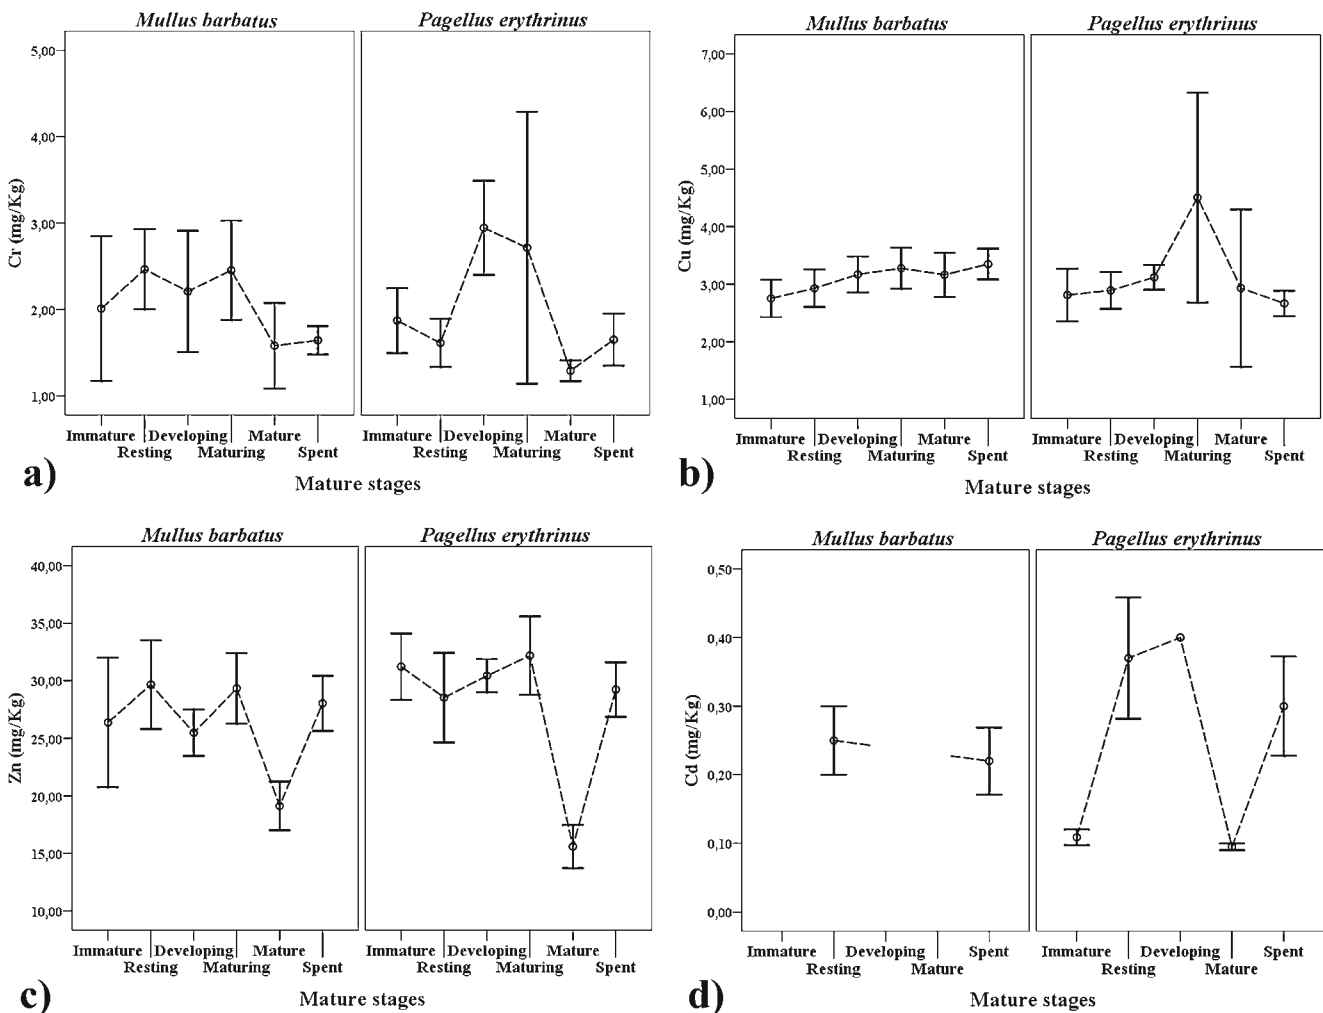 Mullus barbatus Pagellus erythrinus
5,00
4,00
3,00
2,00
1,00
Cr (mg/Kg)
Immature Developing Mature Immature Developing Mature
Resting Maturing Spent Resting Maturing Spent
a)
Mature stages
Mullus barbatus Pagellus erythrinus
7,00
6,00
5,00
4,00
3,00
2,00
1,00
Cu (mg/Kg)
Immature Developing Mature Immature Developing Mature
Resting Maturing Spent Resting Maturing Spent
b)
Mature stages
Mullus barbatus Pagellus erythrinus
40,00
35,00
30,00
25,00
20,00
15,00
10,00
Zn (mg/Kg)
Immature Developing Mature Immature Developing Mature
Resting Maturing Spent Resting Maturing Spent
c)
Mature stages
Mullus barbatus Pagellus erythrinus
0,50
0,40
0,30
0,20
0,10
0,00
Cd (mg/Kg)
Immature Developing Spent Immature Developing Spent
Resting Mature Resting Mature
d)
Mature stages